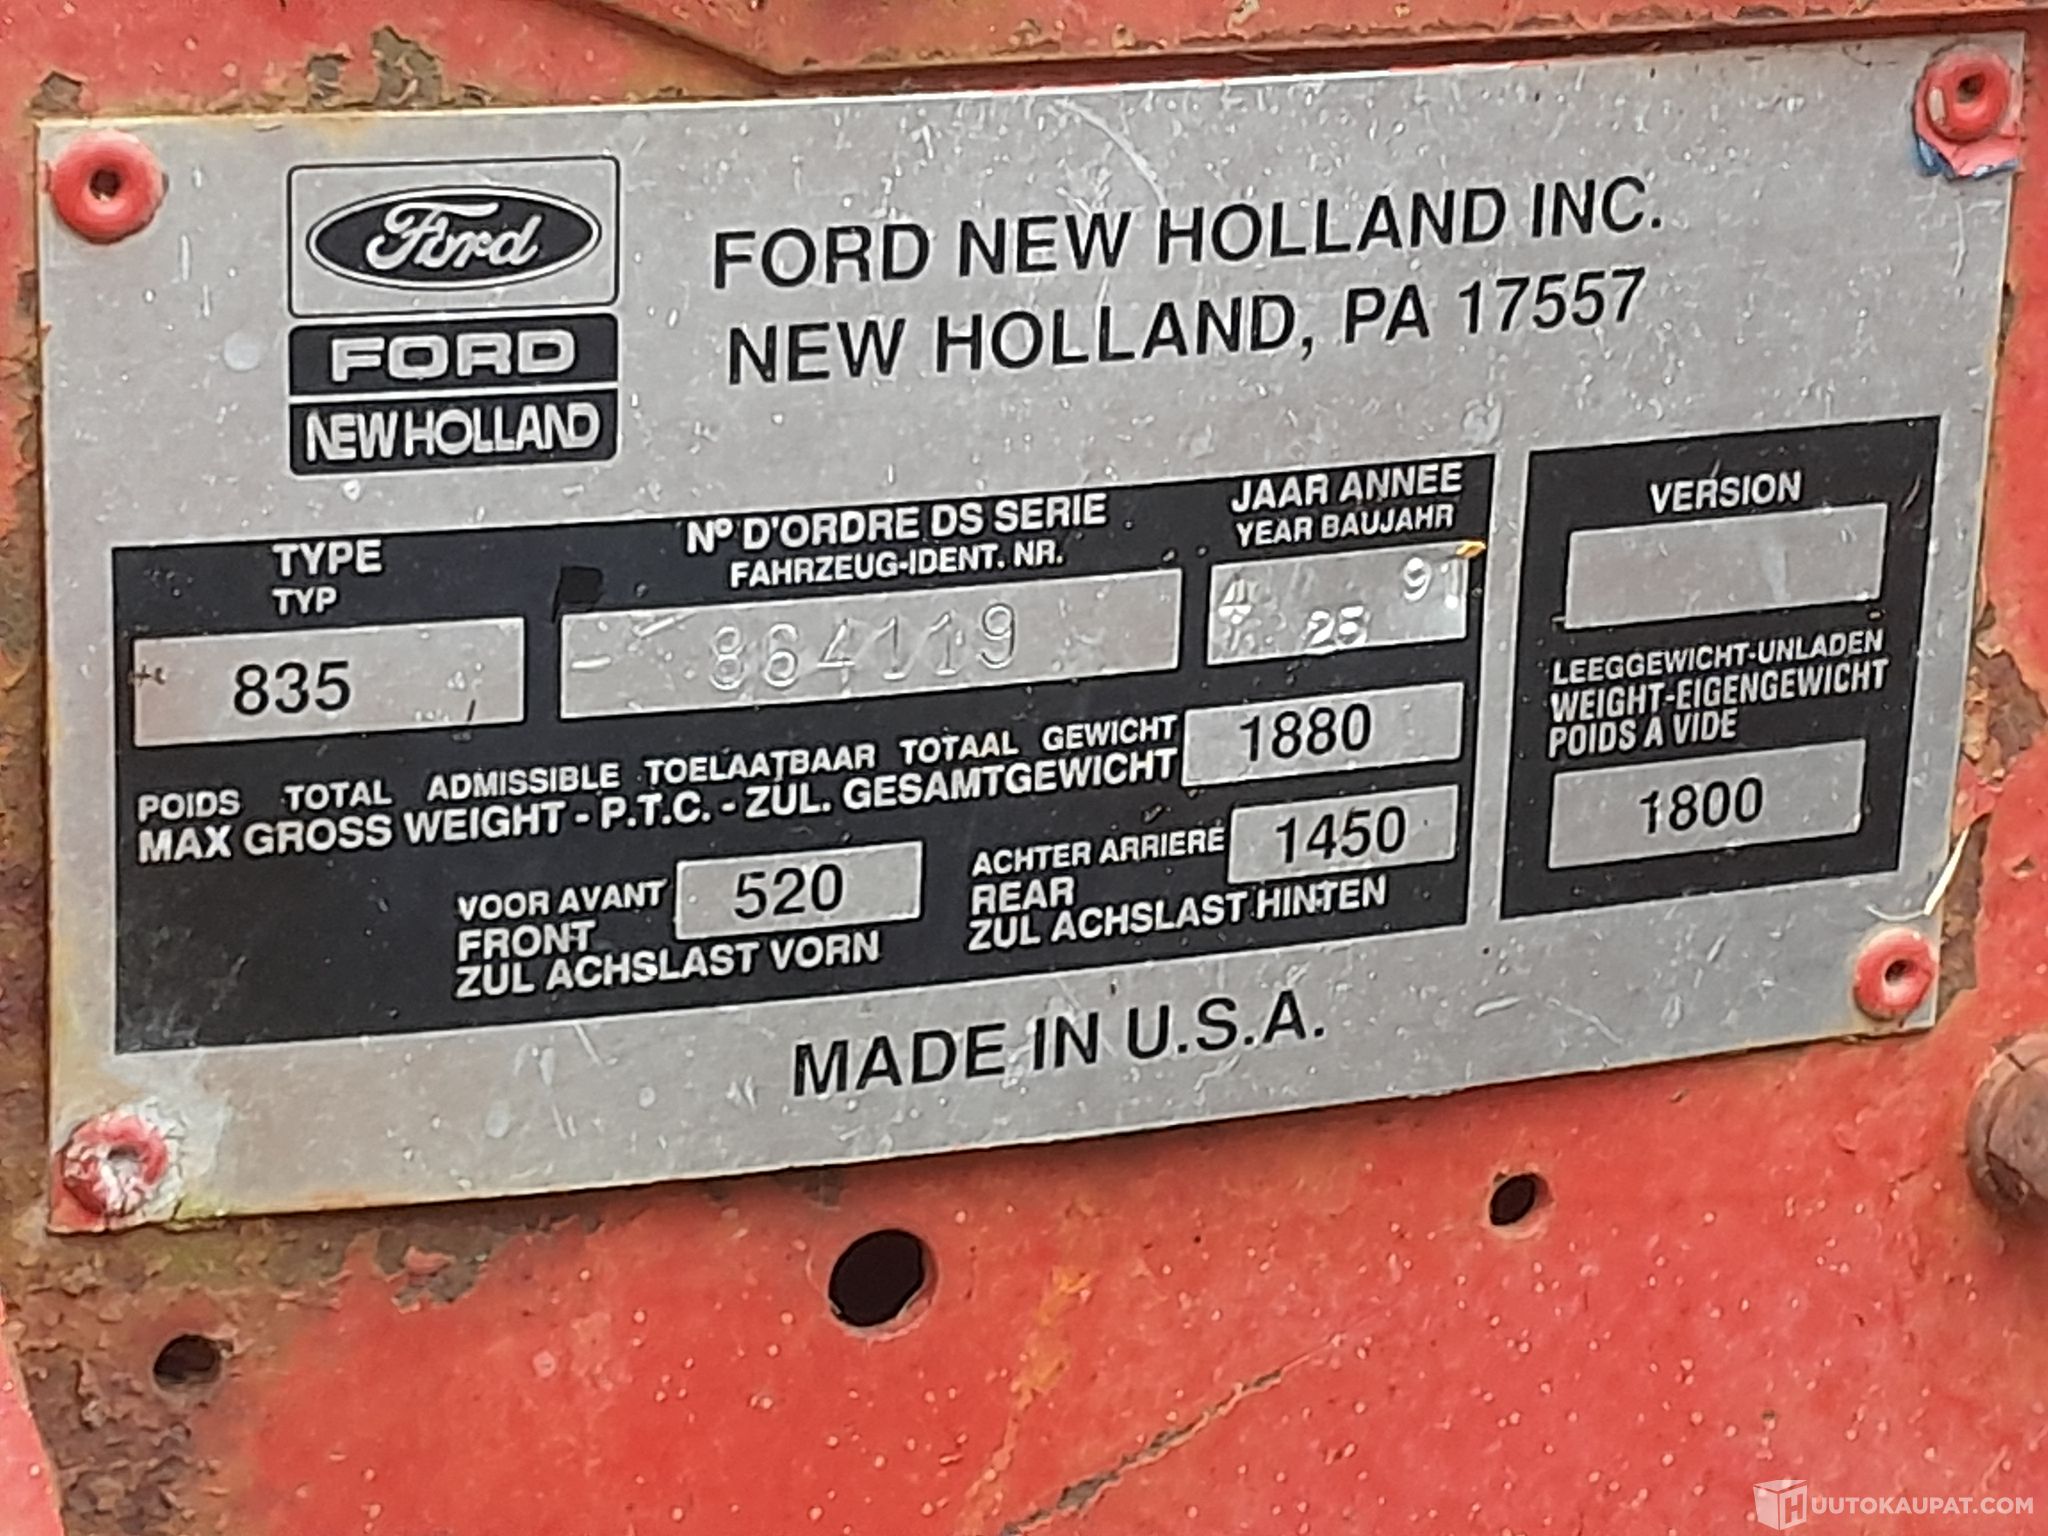 Ford
FORD
NEW HOLLAND
FORD NEW HOLLAND INC.
NEW HOLLAND, PA 17557
TYPE
TYP
835
Nº D'ORDRE DS SERIE
FAHRZEUG-IDENT. NR.
- 864119
JAAR ANNEE
YEAR BAUJAHR
91
25
VERSION
LEEGGEWICHT-UNLADEN
WEIGHT-EIGENGEWICHT
POIDS A VIDE
1800
POIDS TOTAL ADMISSIBLE TOELAATBAAR TOTAAL GEWICHT
MAX GROSS WEIGHT - P.T.C. - ZUL. GESAMTGEWICHT
1880
VOOR AVANT
FRONT
ZUL ACHSLAST VORN
520
ACHTER ARRIERE
REAR
ZUL ACHSLAST HINTEN
1450
MADE IN U.S.A.
HUUTOKAUPAT.COM